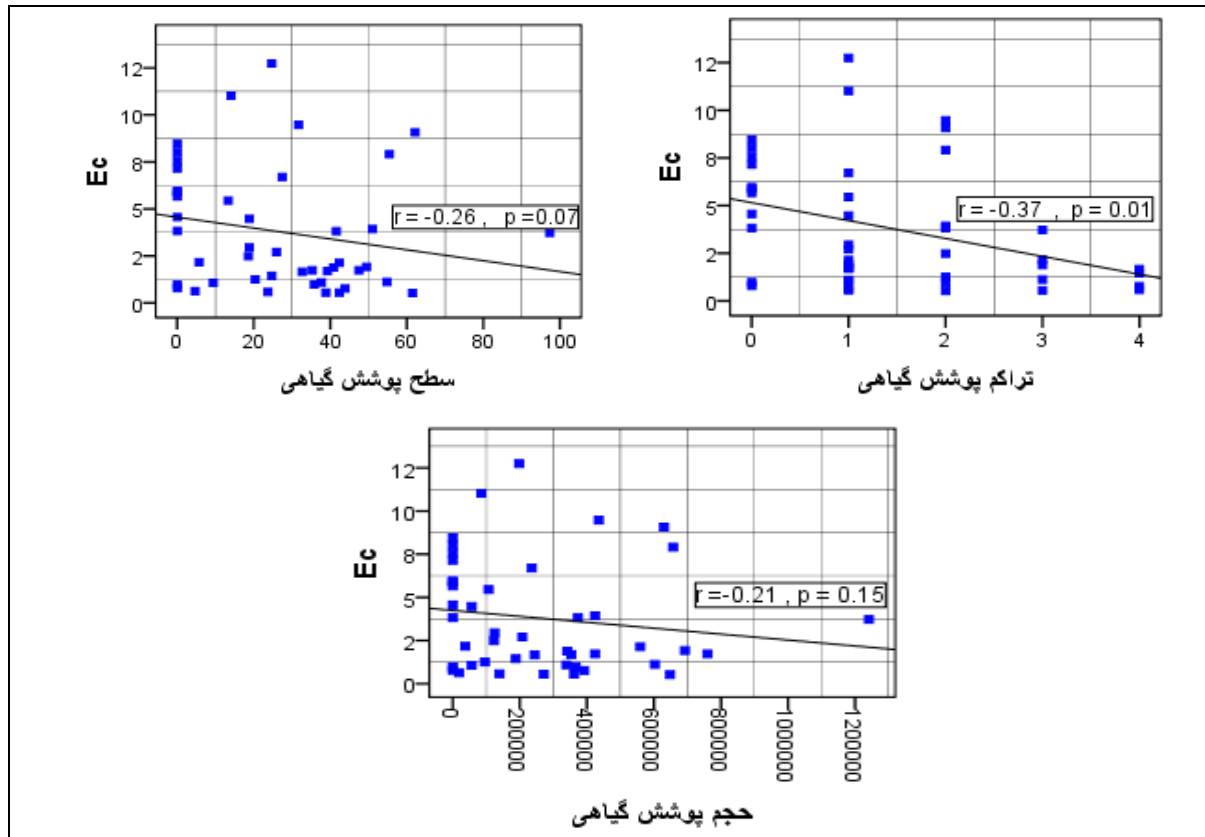 12
10
8
5
2
0
Ec
r = -0.26 , p =0.07
0 20 40 60 80 100
سطح پوشش گیاهی
12
10
8
5
2
0
Ec
r = -0.37 , p = 0.01
0 1 2 3 4
تراکم پوشش گیاهی
12
10
8
5
2
0
Ec
r =-0.21 , p = 0.15
0 200000 400000 600000 800000 1000000 1200000
حجم پوشش گیاهی